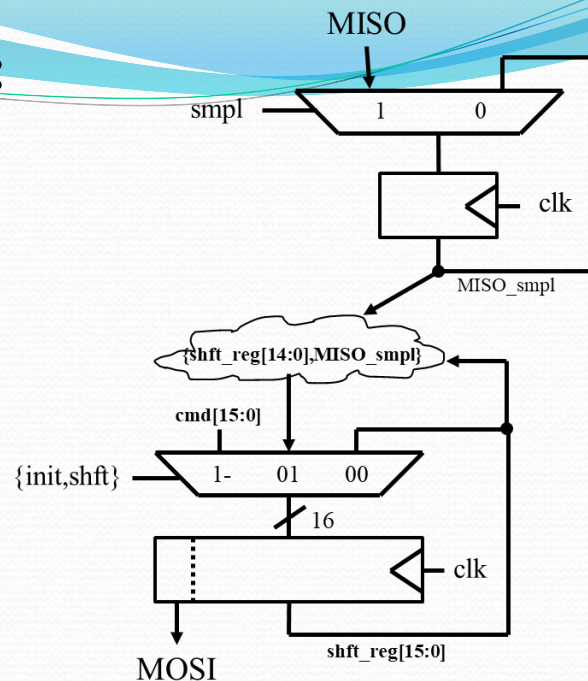 MISO
smpl
1 0
clk
MISO_smpl
{shft_reg[14:0],MISO_smpl}
cmd[15:0]
{init,shft}
1- 01 00
16
clk
shft_reg[15:0]
MOSI